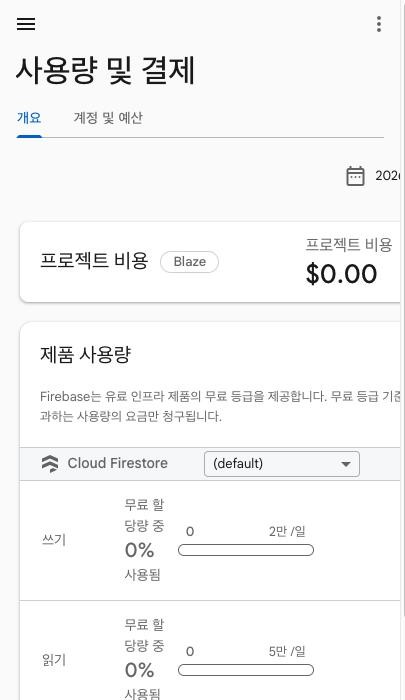 사용량 및 결제
개요 계정 및 예산
202
프로젝트 비용 Blaze
프로젝트 비용
$0.00
제품 사용량
Firebase는 유료 인프라 제품의 무료 등급을 제공합니다. 무료 등급 기준
과하는 사용량의 요금만 청구됩니다.
Cloud Firestore (default)
쓰기
무료 할
당량 중
0%
사용됨
0 2만 /일
읽기
무료 할
당량 중
0%
사용됨
0 5만 /일